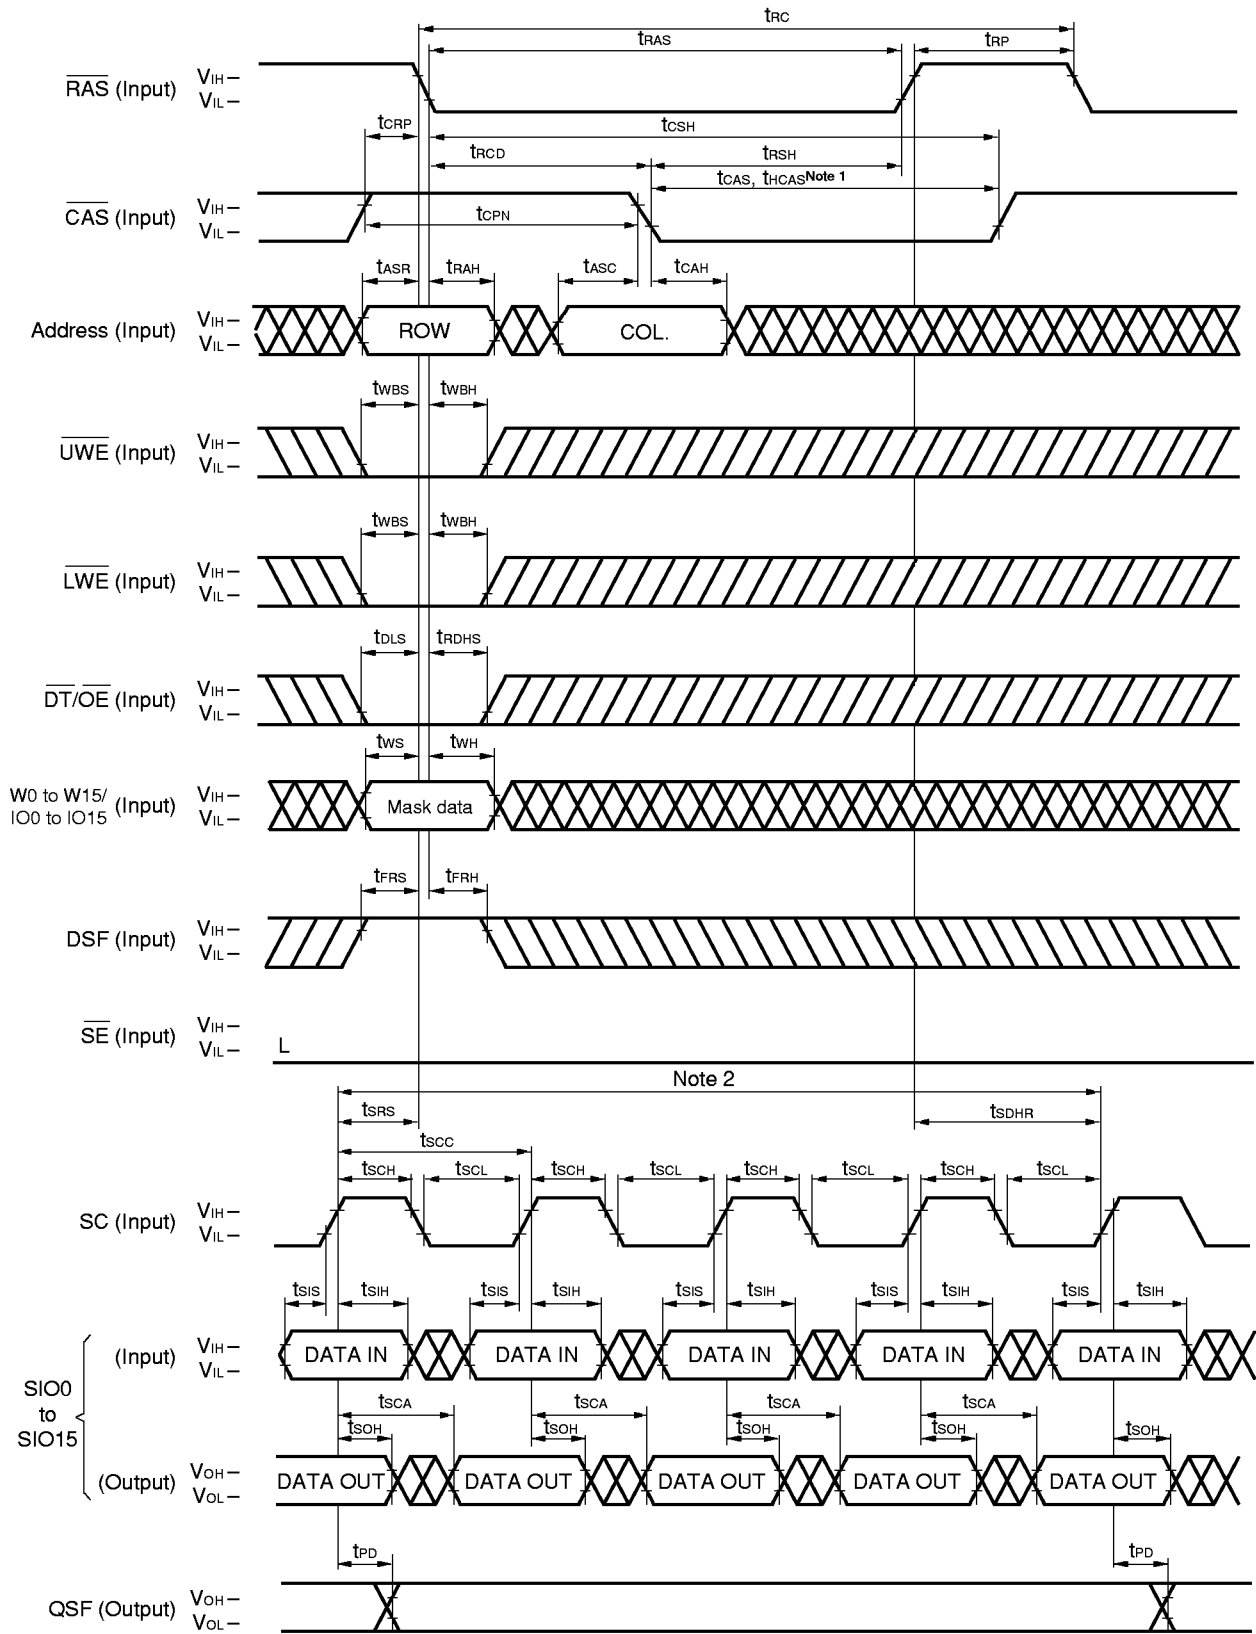 tRC
tRAS
tRP
RAS (Input)
VIH
VIL
tCRP
tCSH
tRCD
tRSH
tCAS, tHCAS Note 1
CAS (Input)
VIH
VIL
tCPN
tASR
tRAH
tASC
tCAH
Address (Input)
VIH
VIL
ROW
COL.
tWBS
tWBH
UWE (Input)
VIH
VIL
tWBS
tWBH
LWE (Input)
VIH
VIL
tDLS
tRDHS
DT/OE (Input)
VIH
VIL
tWS
tWH
W0 to W15/
IO0 to IO15
(Input)
VIH
VIL
Mask data
tFRS
tFRH
DSF (Input)
VIH
VIL
SE (Input)
VIH
VIL
L
Note 2
tSRS
tSDHR
tSCC
tSCH
tSCL
tSCH
tSCL
tSCH
tSCL
tSCH
tSCL
SC (Input)
VIH
VIL
tSIS
tSIH
tSIS
tSIH
tSIS
tSIH
tSIS
tSIH
tSIS
tSIH
SIO0
to
SIO15
(Input)
VIH
VIL
DATA IN
DATA IN
DATA IN
DATA IN
DATA IN
tSCA
tSCA
tSCA
tSCA
tSOH
tSOH
tSOH
tSOH
tSOH
(Output)
VOH
VOL
DATA OUT
DATA OUT
DATA OUT
DATA OUT
DATA OUT
tPD
tPD
QSF (Output)
VOH
VOL